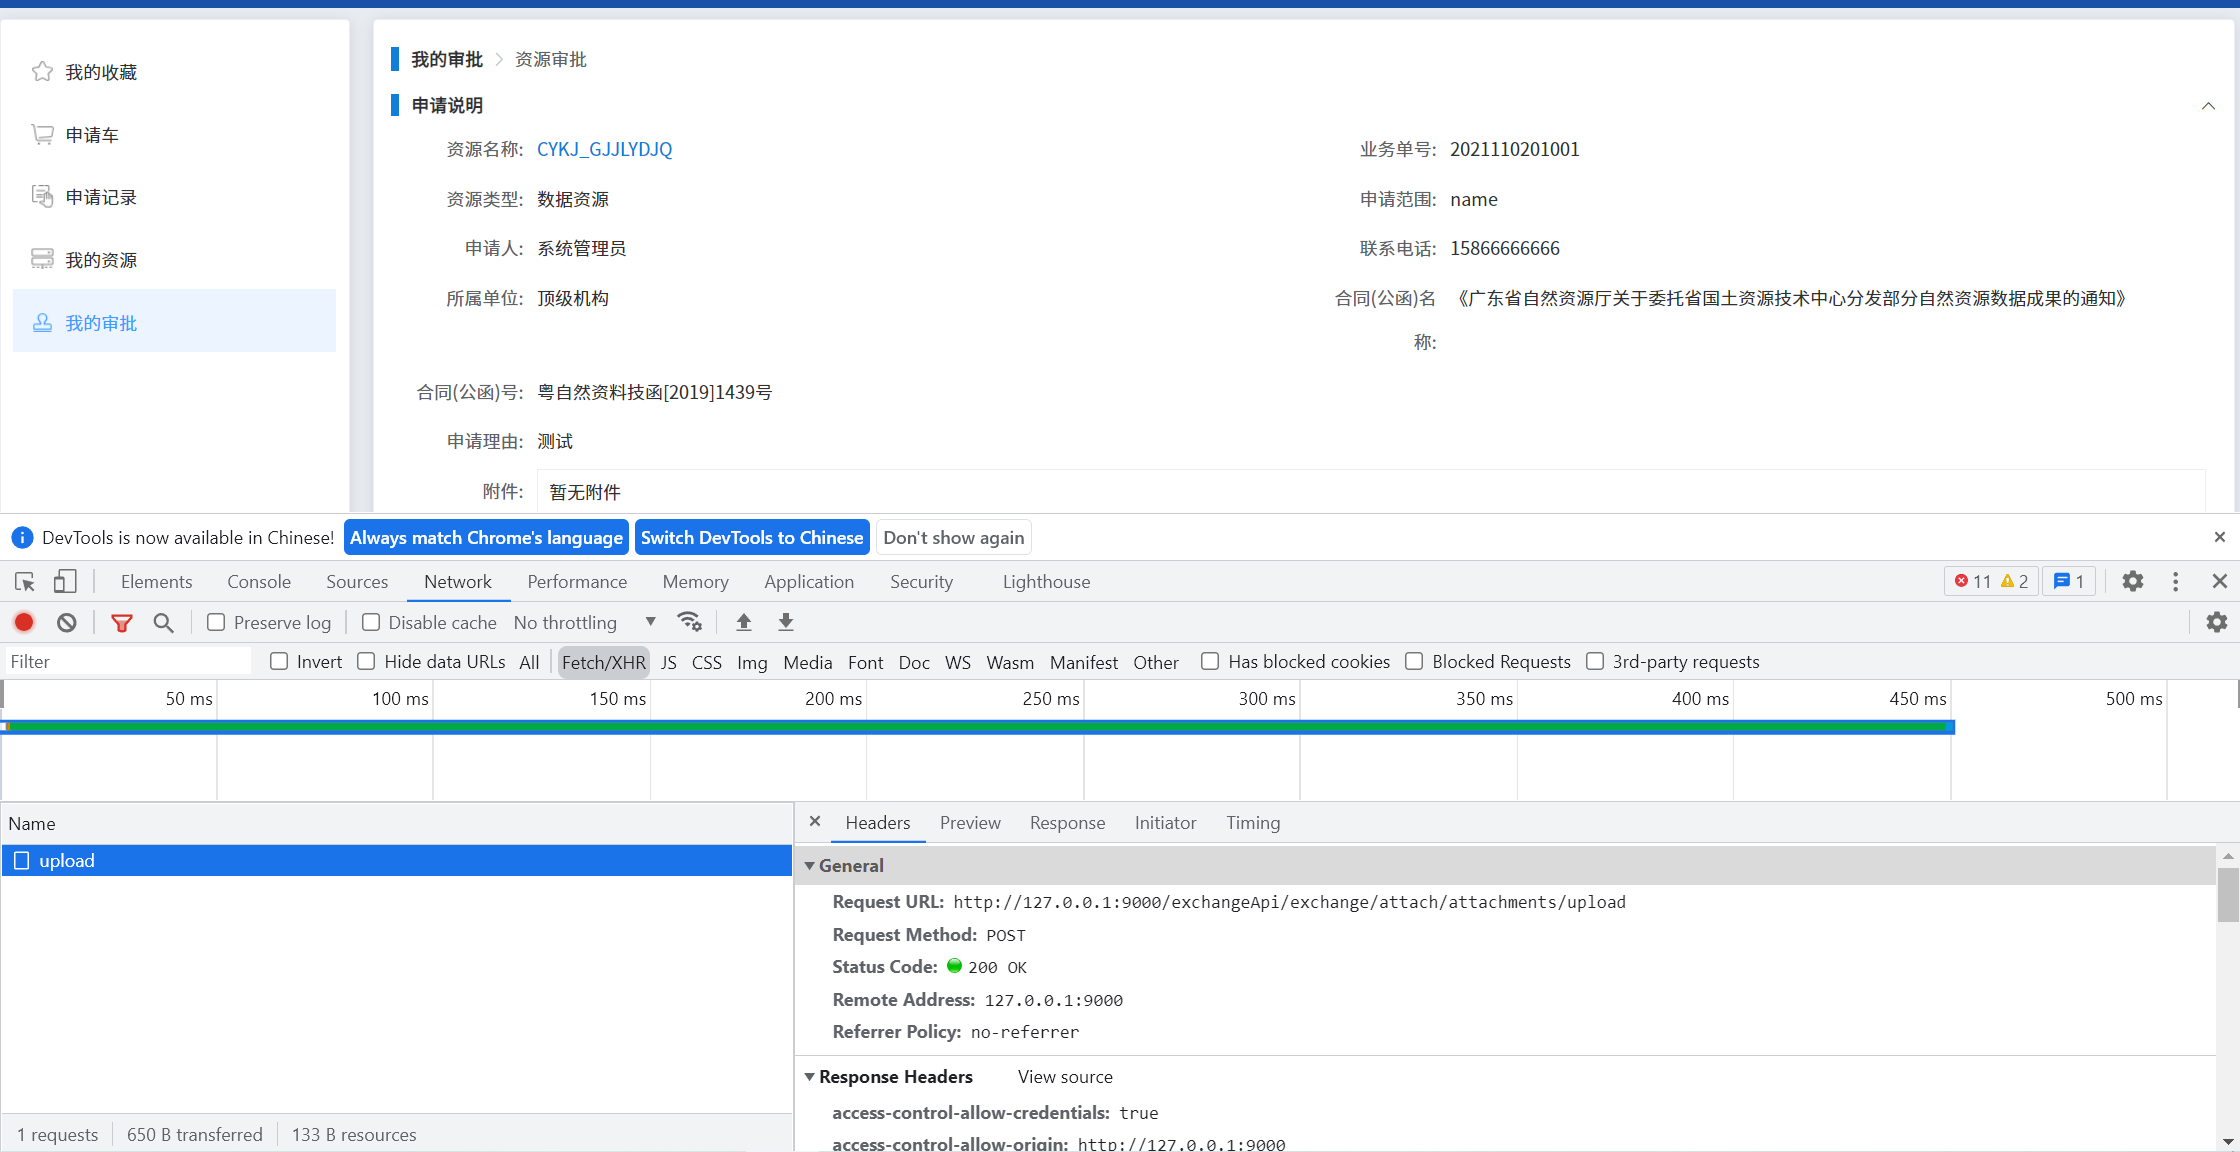 我的收藏
申请车
申请记录
我的资源
我的审批
我的审批 > 资源审批
申请说明
资源名称: CYKJ_GJJLYDJQ
业务单号: 2021110201001
资源类型: 数据资源
申请范围: name
申请人: 系统管理员
联系电话: 15866666666
所属单位: 顶级机构
合同(公函)名称: 《广东省自然资源厅关于委托省国土资源技术中心分发部分自然资源数据成果的通知》
合同(公函)号: 粤自然资料技函[2019]1439号
申请理由: 测试
附件: 暂无附件
DevTools is now available in Chinese! Always match Chrome's language Switch DevTools to Chinese Don't show again
Elements Console Sources Network Performance Memory Application Security Lighthouse 11 2 1
Preserve log Disable cache No throttling
Filter Invert Hide data URLs All Fetch/XHR JS CSS Img Media Font Doc WS Wasm Manifest Other Has blocked cookies Blocked Requests 3rd-party requests
50 ms 100 ms 150 ms 200 ms 250 ms 300 ms 350 ms 400 ms 450 ms 500 ms
Name
upload
1 requests 650 B transferred 133 B resources
Headers Preview Response Initiator Timing
General
Request URL: http://127.0.0.1:9000/exchangeApi/exchange/attach/attachments/upload
Request Method: POST
Status Code: 200 OK
Remote Address: 127.0.0.1:9000
Referrer Policy: no-referrer
Response Headers View source
access-control-allow-credentials: true
access-control-allow-origin: http://127.0.0.1:9000